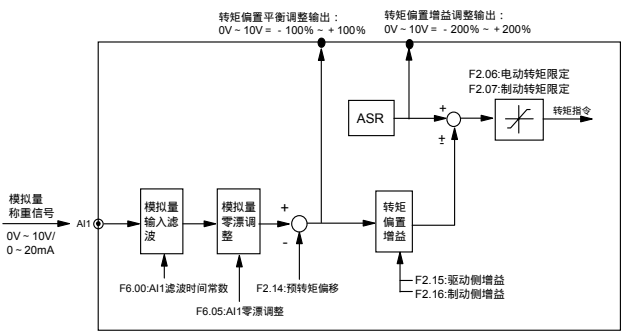 转矩偏置平衡调整输出：
0V ~ 10V = - 100% ~ + 100%
转矩偏置增益调整输出：
0V ~ 10V = - 200% ~ + 200%
F2.06:电动转矩限定
F2.07:制动转矩限定
ASR
+
±
转矩指令
模拟量
称重信号
0V ~ 10V/
0 ~ 20mA
AI1
模拟量
输入滤
波
模拟量
零漂调
整
+
-
转矩
偏置
增益
F6.00:AI1滤波时间常数
F6.05:AI1零漂调整
F2.14:预转矩偏移
F2.15:驱动侧增益
F2.16:制动侧增益